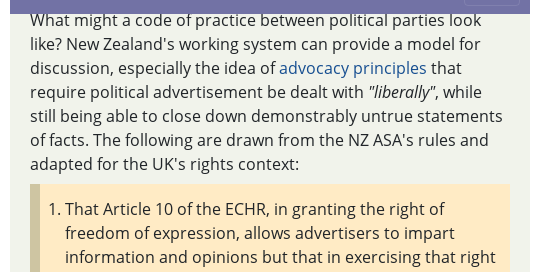 What might a code of practice between political parties look
like? New Zealand's working system can provide a model for
discussion, especially the idea of advocacy principles that
require political advertisement be dealt with "liberally", while
still being able to close down demonstrably untrue statements
of facts. The following are drawn from the NZ ASA's rules and
adapted for the UK's rights context:
1. That Article 10 of the ECHR, in granting the right of
freedom of expression, allows advertisers to impart
information and opinions but that in exercising that right